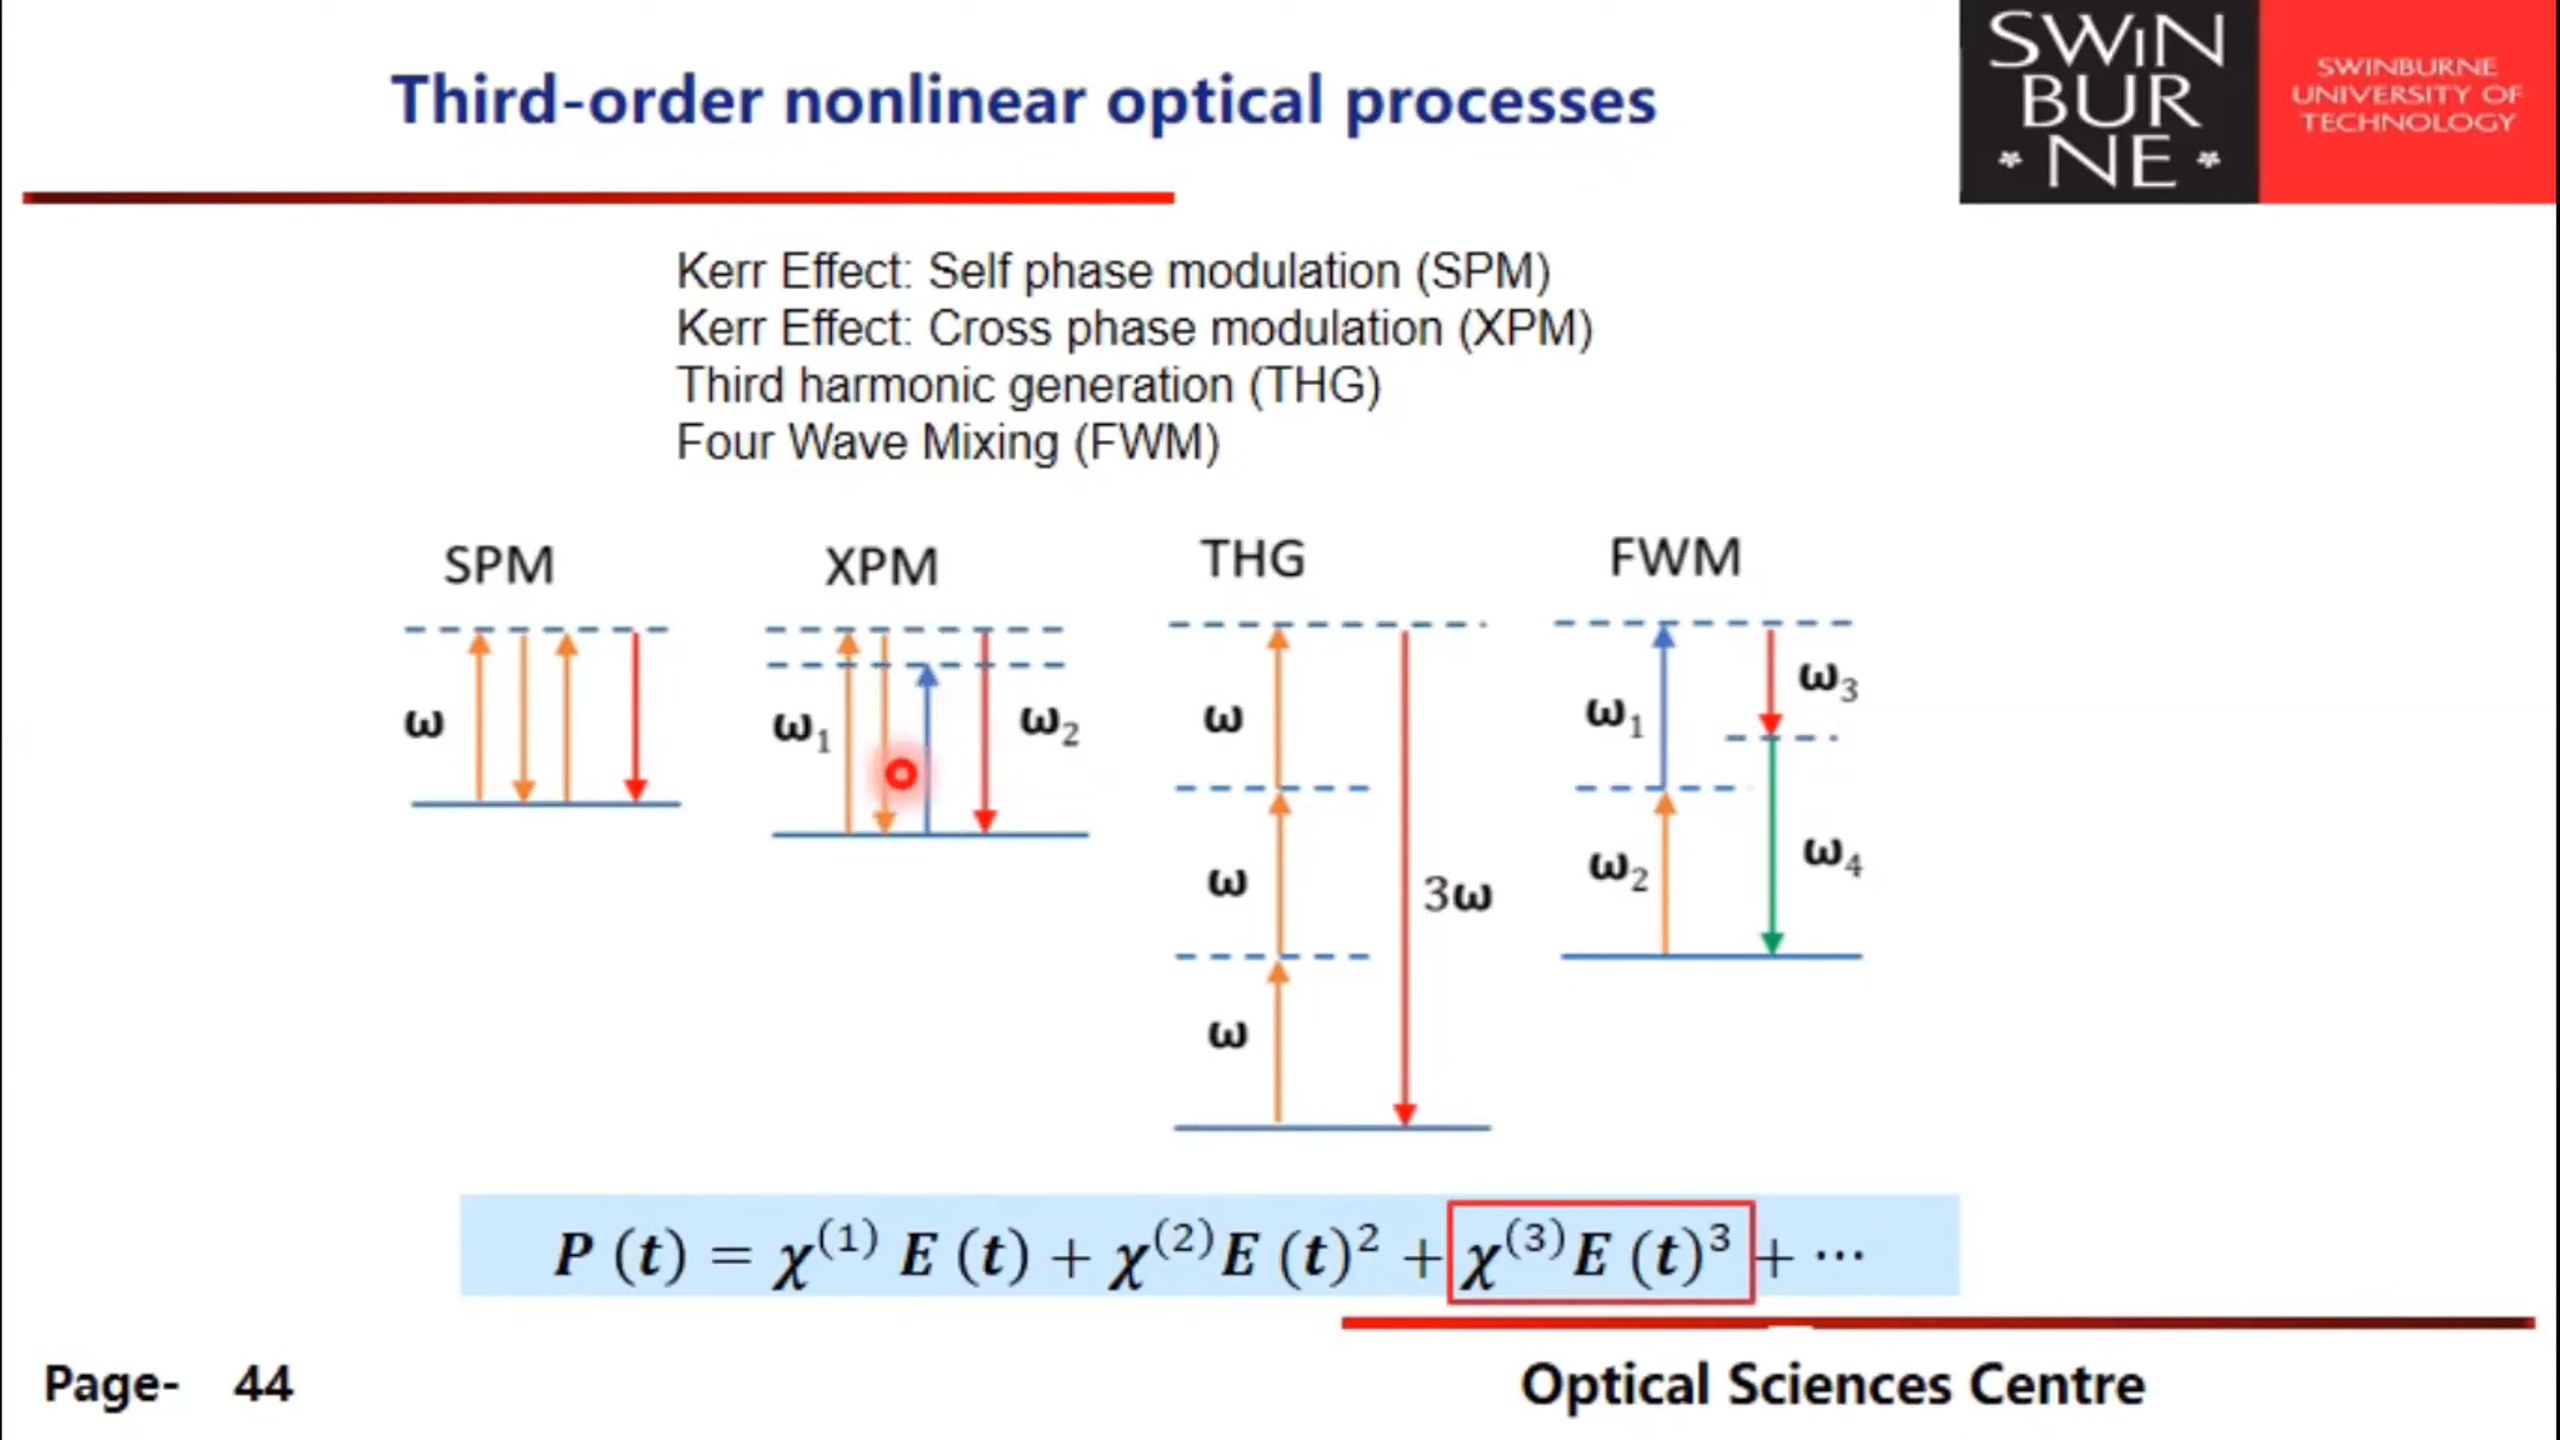 Third-order nonlinear optical processes
SWiN
BUR
* NE *
SWINBURNE
UNIVERSITY OF
TECHNOLOGY
Kerr Effect: Self phase modulation (SPM)
Kerr Effect: Cross phase modulation (XPM)
Third harmonic generation (THG)
Four Wave Mixing (FWM)
SPM
ω
XPM
ω₁
ω₂
THG
ω
ω
ω
3ω
FWM
ω₁
ω₂
ω₃
ω₄
P (t) = χ⁽¹⁾ E (t) + χ⁽²⁾E (t)² + χ⁽³⁾E (t)³ + ⋯
Page- 44
Optical Sciences Centre